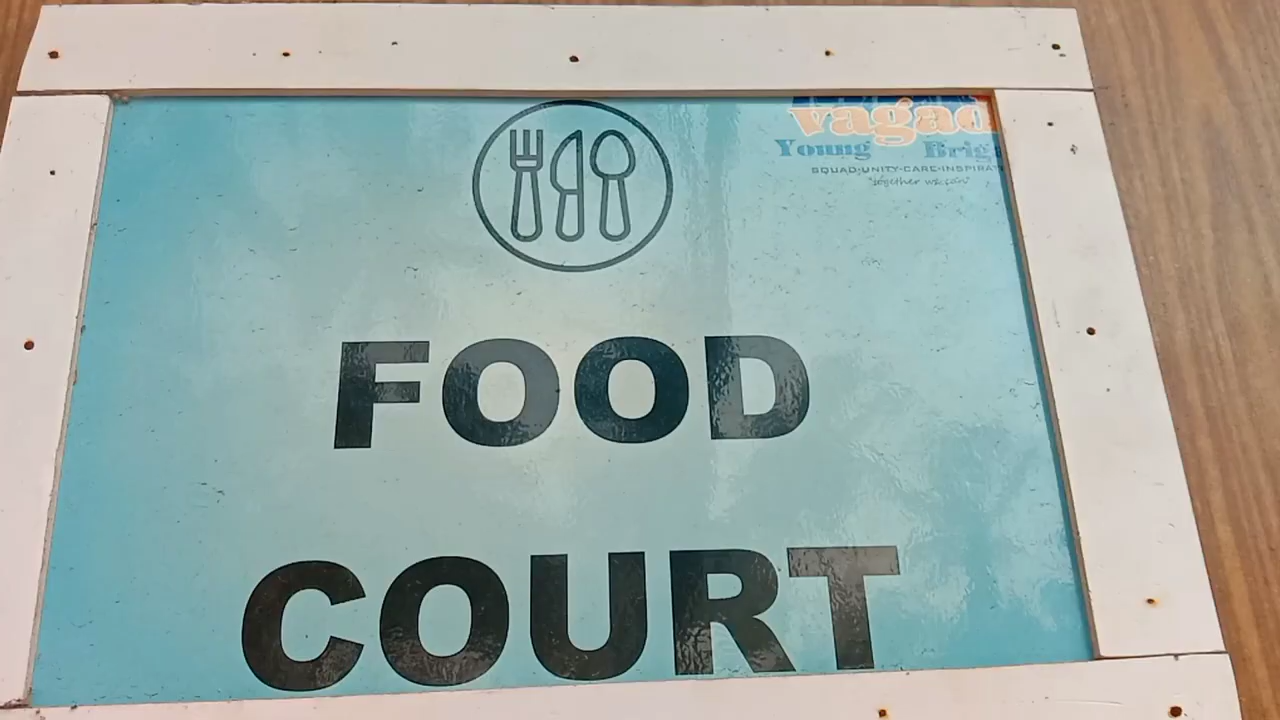 vagad
Young Brig
SQUAD-UNITY-CARE-INSPIRAT
"together we can"
FOOD
COURT